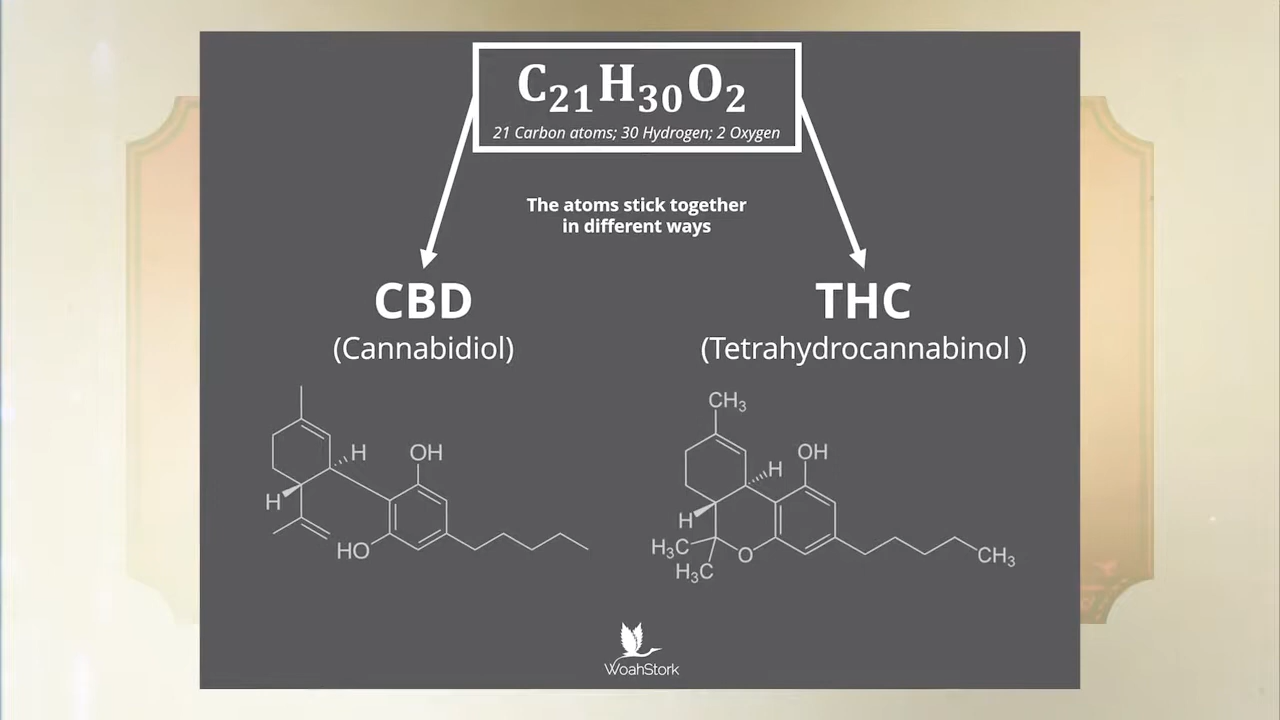 C₂₁H₃₀O₂
21 Carbon atoms; 30 Hydrogen; 2 Oxygen
The atoms stick together
in different ways
CBD
(Cannabidiol)
THC
(Tetrahydrocannabinol )
H
OH
H
HO
CH₃
OH
H
H
H₃C
O
H₃C
CH₃
WoahStork